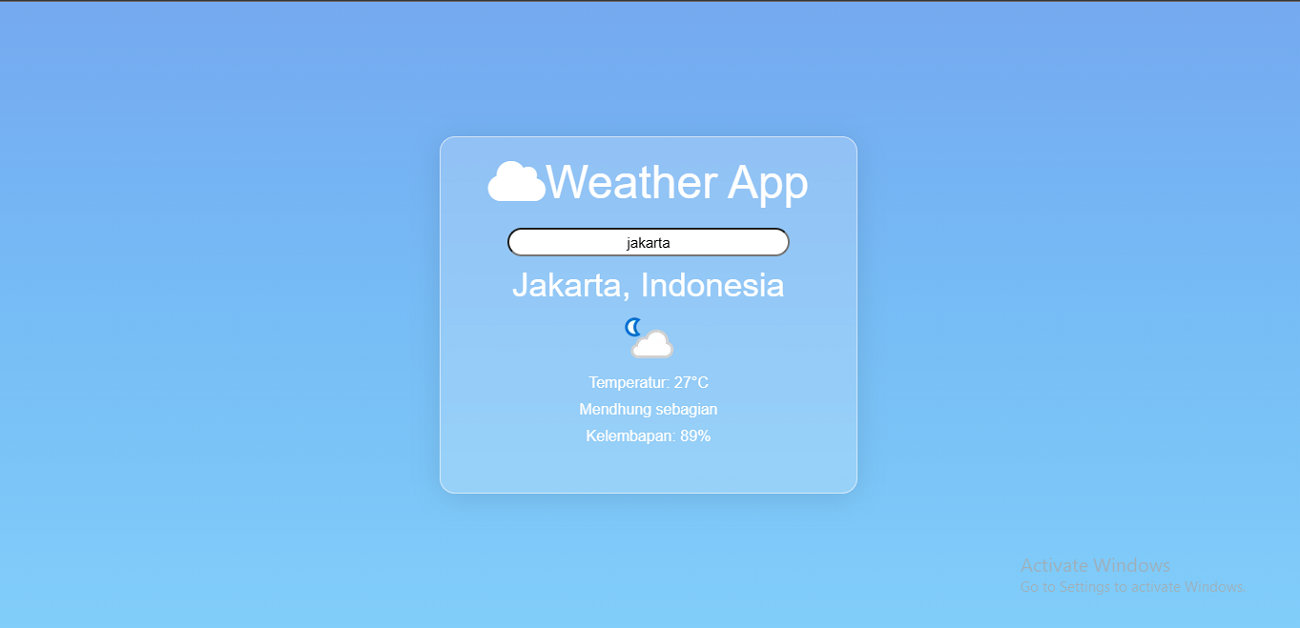 Weather App
jakarta
Jakarta, Indonesia
Temperatur: 27°C
Mendhung sebagian
Kelembapan: 89%
Activate Windows
Go to Settings to activate Windows.